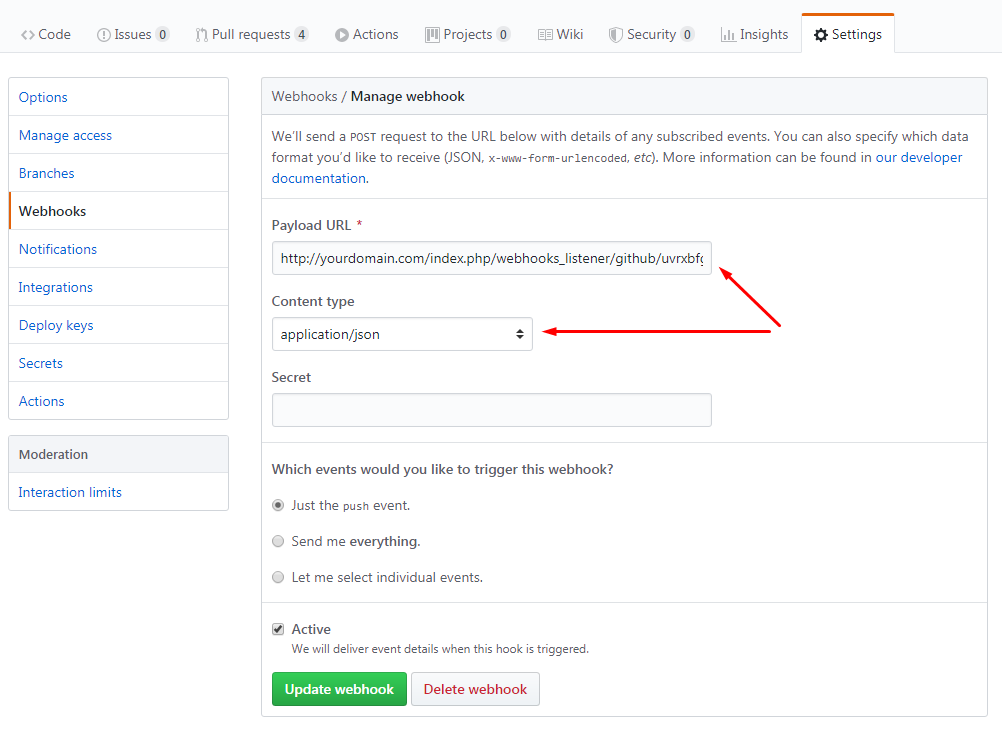 Code Issues 0 Pull requests 4 Actions Projects 0 Wiki Security 0 Insights Settings
Options
Manage access
Branches
Webhooks
Notifications
Integrations
Deploy keys
Secrets
Actions
Moderation
Interaction limits
Webhooks / Manage webhook
We’ll send a POST request to the URL below with details of any subscribed events. You can also specify which data
format you’d like to receive (JSON, x-www-form-urlencoded, etc). More information can be found in our developer
documentation.
Payload URL *
http://yourdomain.com/index.php/webhooks_listener/github/uvrxbfg
Content type
application/json
Secret
Which events would you like to trigger this webhook?
Just the push event.
Send me everything.
Let me select individual events.
Active
We will deliver event details when this hook is triggered.
Update webhook Delete webhook